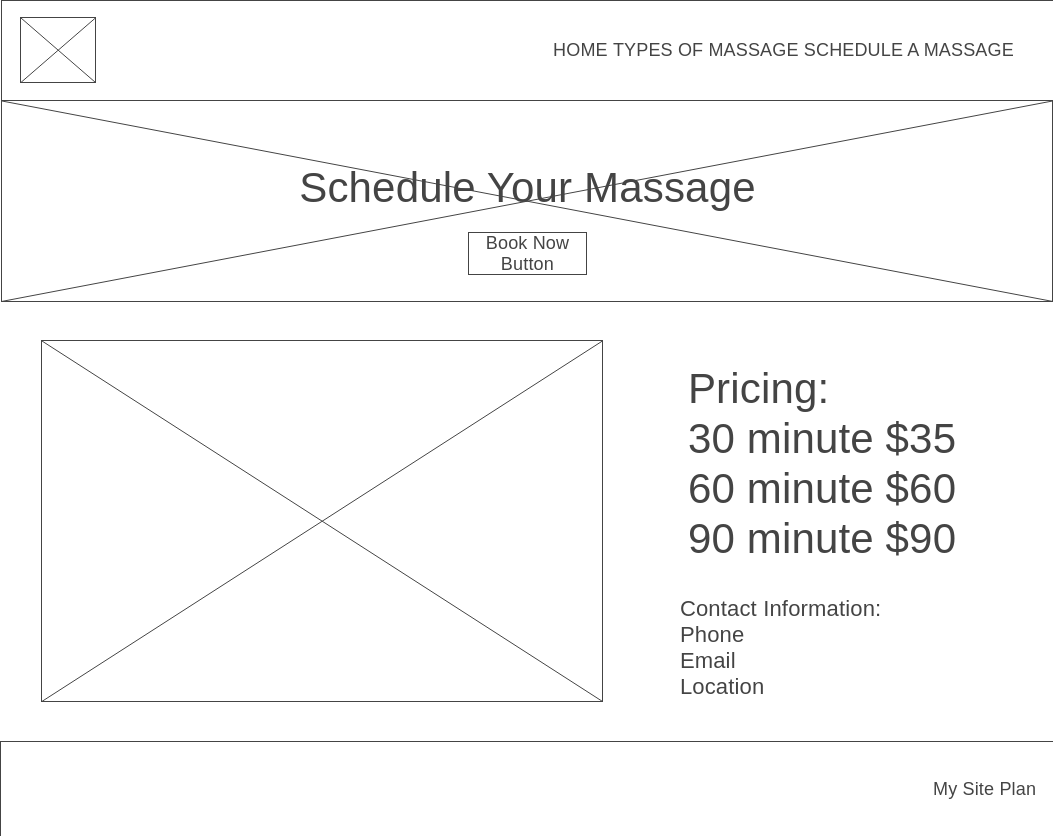 HOME TYPES OF MASSAGE SCHEDULE A MASSAGE
Schedule Your Massage
Book Now
Button
Pricing:
30 minute $35
60 minute $60
90 minute $90
Contact Information:
Phone
Email
Location
My Site Plan